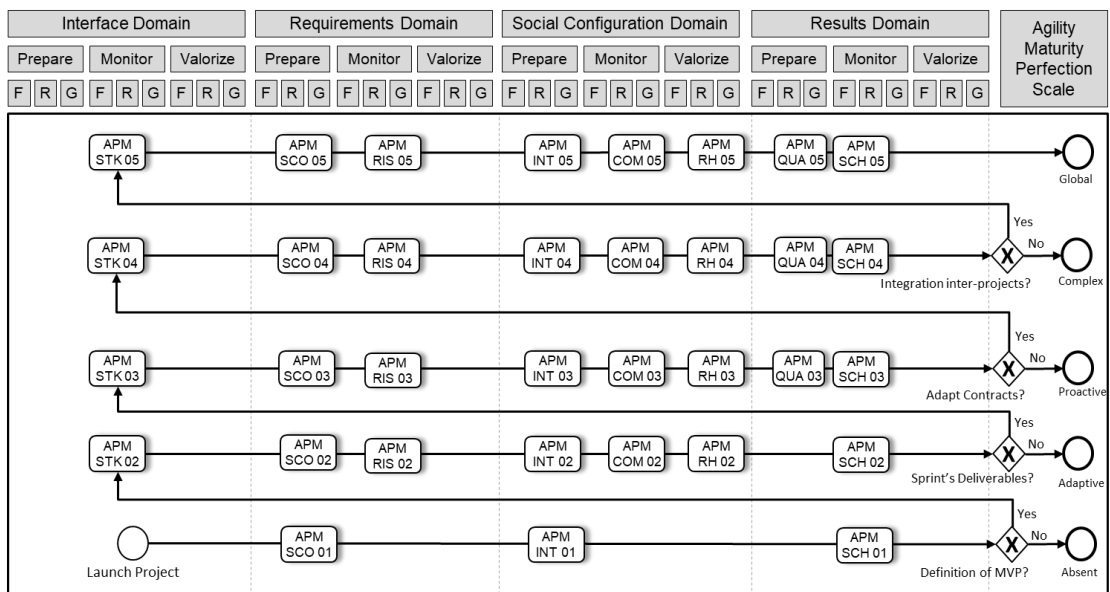 Interface Domain Requirements Domain Social Configuration Domain Results Domain
Agility
Maturity
Perfection
Scale
Prepare Monitor Valorize Prepare Monitor Valorize Prepare Monitor Valorize Prepare Monitor Valorize
F R G F R G F R G F R G F R G F R G F R G F R G F R G F R G F R G F R G
APM APM APM APM APM APM APM APM
STK 05 SCO 05 RIS 05 INT 05 COM 05 RH 05 QUA 05 SCH 05
Global
Yes
APM APM APM APM APM APM APM APM
STK 04 SCO 04 RIS 04 INT 04 COM 04 RH 04 QUA 04 SCH 04
X
No
Integration inter-projects? Complex
Yes
APM APM APM APM APM APM APM APM
STK 03 SCO 03 RIS 03 INT 03 COM 03 RH 03 QUA 03 SCH 03
X
No
Adapt Contracts? Proactive
Yes
APM APM APM APM APM APM APM
STK 02 SCO 02 RIS 02 INT 02 COM 02 RH 02 SCH 02
X
No
Sprint's Deliverables? Adaptive
Yes
APM APM APM
SCO 01 INT 01 SCH 01
X
No
Launch Project Definition of MVP? Absent